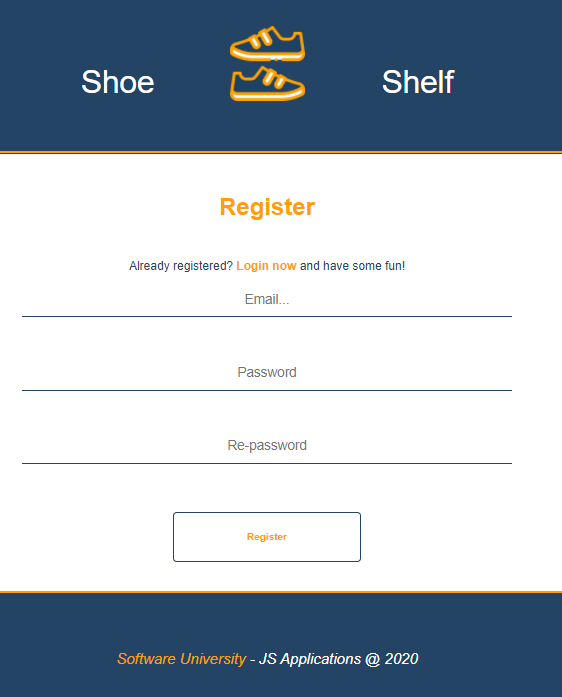 Shoe Shelf
Register
Already registered? Login now and have some fun!
Email...
Password
Re-password
Register
Software University - JS Applications @ 2020